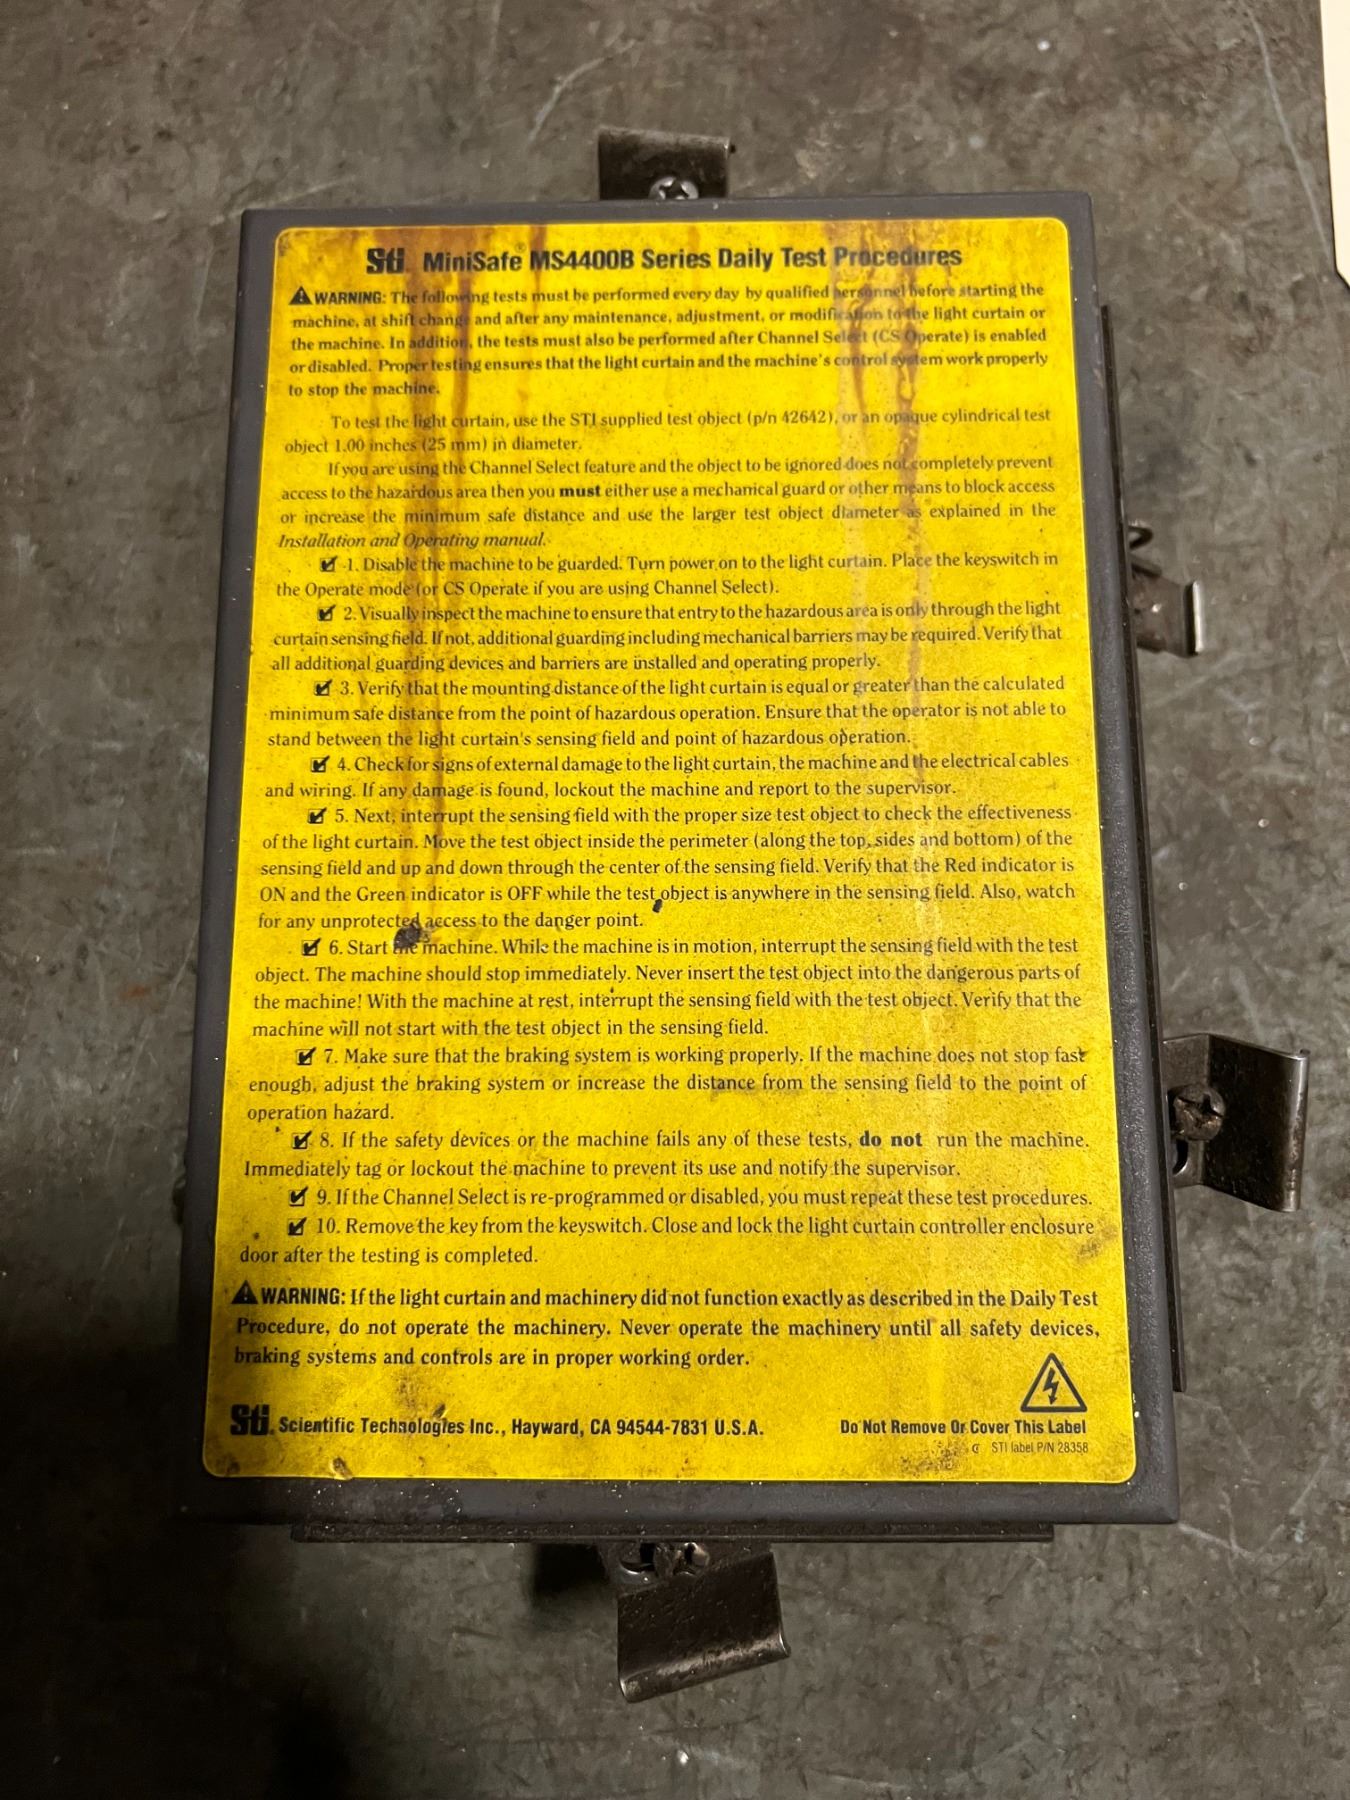 Sti MiniSafe® MS4400B Series Daily Test Procedures
WARNING: The following tests must be performed every day by qualified personnel before starting the
machine, at shift change and after any maintenance, adjustment, or modification to the light curtain or
the machine. In addition, the tests must also be performed after Channel Select (CS Operate) is enabled
or disabled. Proper testing ensures that the light curtain and the machine's control system work properly
to stop the machine.
To test the light curtain, use the STI supplied test object (p/n 42642), or an opaque cylindrical test
object 1.00 inches (25 mm) in diameter.
If you are using the Channel Select feature and the object to be ignored does not completely prevent
access to the hazardous area then you must either use a mechanical guard or other means to block access
or increase the minimum safe distance and use the larger test object diameter as explained in the
Installation and Operating manual.
1. Disable the machine to be guarded. Turn power on to the light curtain. Place the keyswitch in
the Operate mode (or CS Operate if you are using Channel Select).
2. Visually inspect the machine to ensure that entry to the hazardous area is only through the light
curtain sensing field. If not, additional guarding including mechanical barriers may be required. Verify that
all additional guarding devices and barriers are installed and operating properly.
3. Verify that the mounting distance of the light curtain is equal or greater than the calculated
minimum safe distance from the point of hazardous operation. Ensure that the operator is not able to
stand between the light curtain's sensing field and point of hazardous operation.
4. Check for signs of external damage to the light curtain, the machine and the electrical cables
and wiring. If any damage is found, lockout the machine and report to the supervisor.
5. Next, interrupt the sensing field with the proper size test object to check the effectiveness
of the light curtain. Move the test object inside the perimeter (along the top, sides and bottom) of the
sensing field and up and down through the center of the sensing field. Verify that the Red indicator is
ON and the Green indicator is OFF while the test object is anywhere in the sensing field. Also, watch
for any unprotected access to the danger point.
6. Start the machine. While the machine is in motion, interrupt the sensing field with the test
object. The machine should stop immediately. Never insert the test object into the dangerous parts of
the machine! With the machine at rest, interrupt the sensing field with the test object. Verify that the
machine will not start with the test object in the sensing field.
7. Make sure that the braking system is working properly. If the machine does not stop fast
enough, adjust the braking system or increase the distance from the sensing field to the point of
operation hazard.
8. If the safety devices or the machine fails any of these tests, do not run the machine.
Immediately tag or lockout the machine to prevent its use and notify the supervisor.
9. If the Channel Select is re-programmed or disabled, you must repeat these test procedures.
10. Remove the key from the keyswitch. Close and lock the light curtain controller enclosure
door after the testing is completed.
WARNING: If the light curtain and machinery did not function exactly as described in the Daily Test
Procedure, do not operate the machinery. Never operate the machinery until all safety devices,
braking systems and controls are in proper working order.
Sti. Scientific Technologies Inc., Hayward, CA 94544-7831 U.S.A.
Do Not Remove Or Cover This Label
STI label P/N 28358